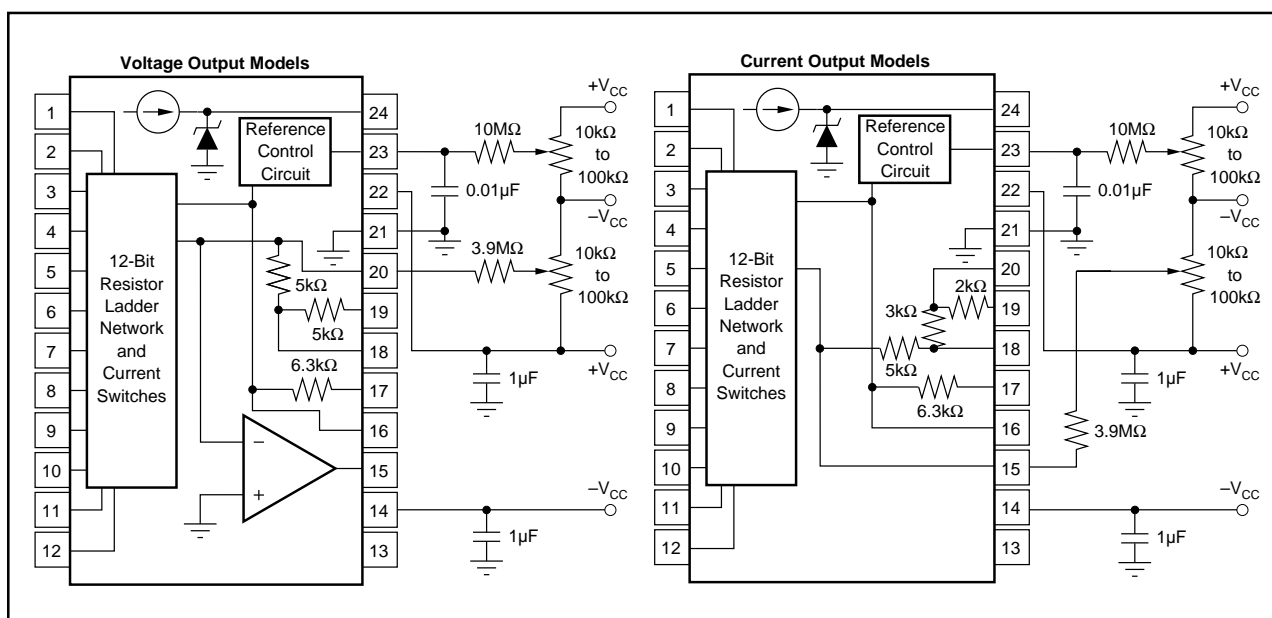 Voltage Output Models
1
2
3
4
5
6
7
8
9
10
11
12
12-Bit
Resistor
Ladder
Network
and
Current
Switches
Reference
Control
Circuit
5kΩ
5kΩ
6.3kΩ
–
+
24
23
22
21
20
19
18
17
16
15
14
13
+VCC
10MΩ
10kΩ
to
100kΩ
0.01µF
–VCC
3.9MΩ
10kΩ
to
100kΩ
1µF
+VCC
–VCC
1µF
Current Output Models
1
2
3
4
5
6
7
8
9
10
11
12
12-Bit
Resistor
Ladder
Network
and
Current
Switches
Reference
Control
Circuit
2kΩ
3kΩ
5kΩ
6.3kΩ
24
23
22
21
20
19
18
17
16
15
14
13
+VCC
10MΩ
10kΩ
to
100kΩ
0.01µF
–VCC
10kΩ
to
100kΩ
1µF
+VCC
3.9MΩ
–VCC
1µF